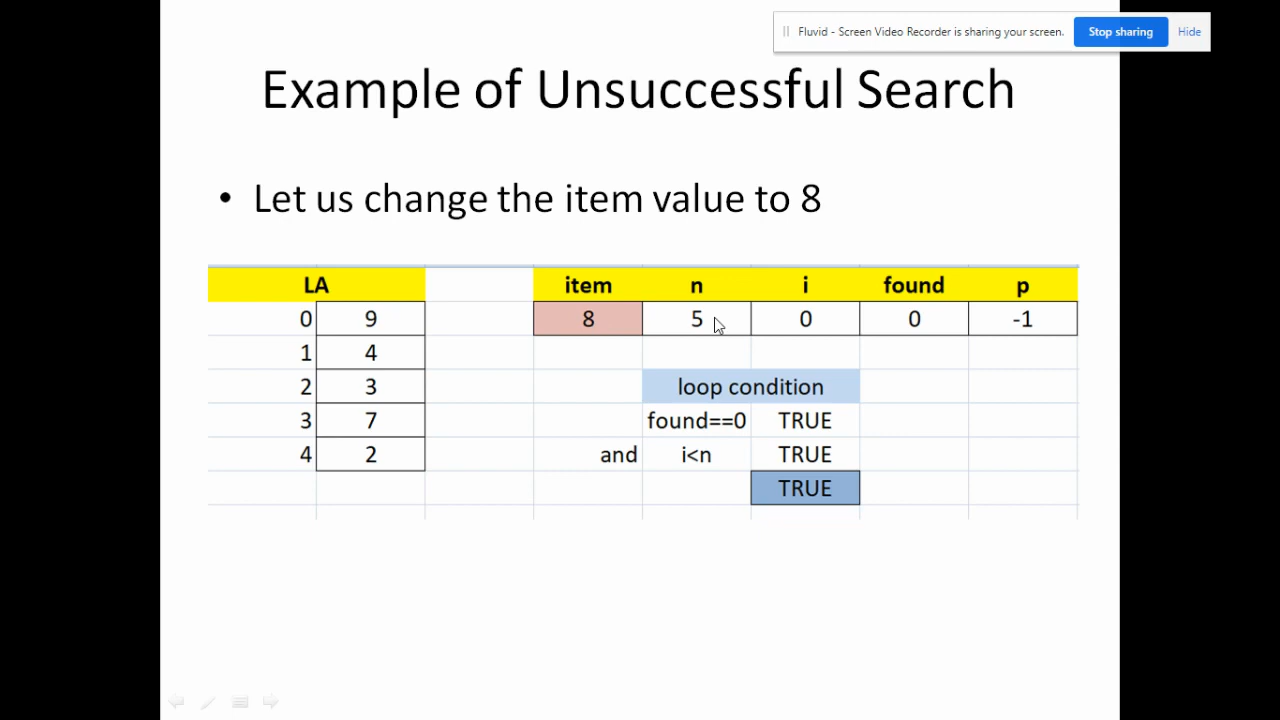 Fluvid - Screen Video Recorder is sharing your screen. Stop sharing Hide
Example of Unsuccessful Search
• Let us change the item value to 8
LA item n i found p
0 9 8 5 0 0 -1
1 4
2 3 loop condition
3 7 found==0 TRUE
4 2 and i<n TRUE
TRUE